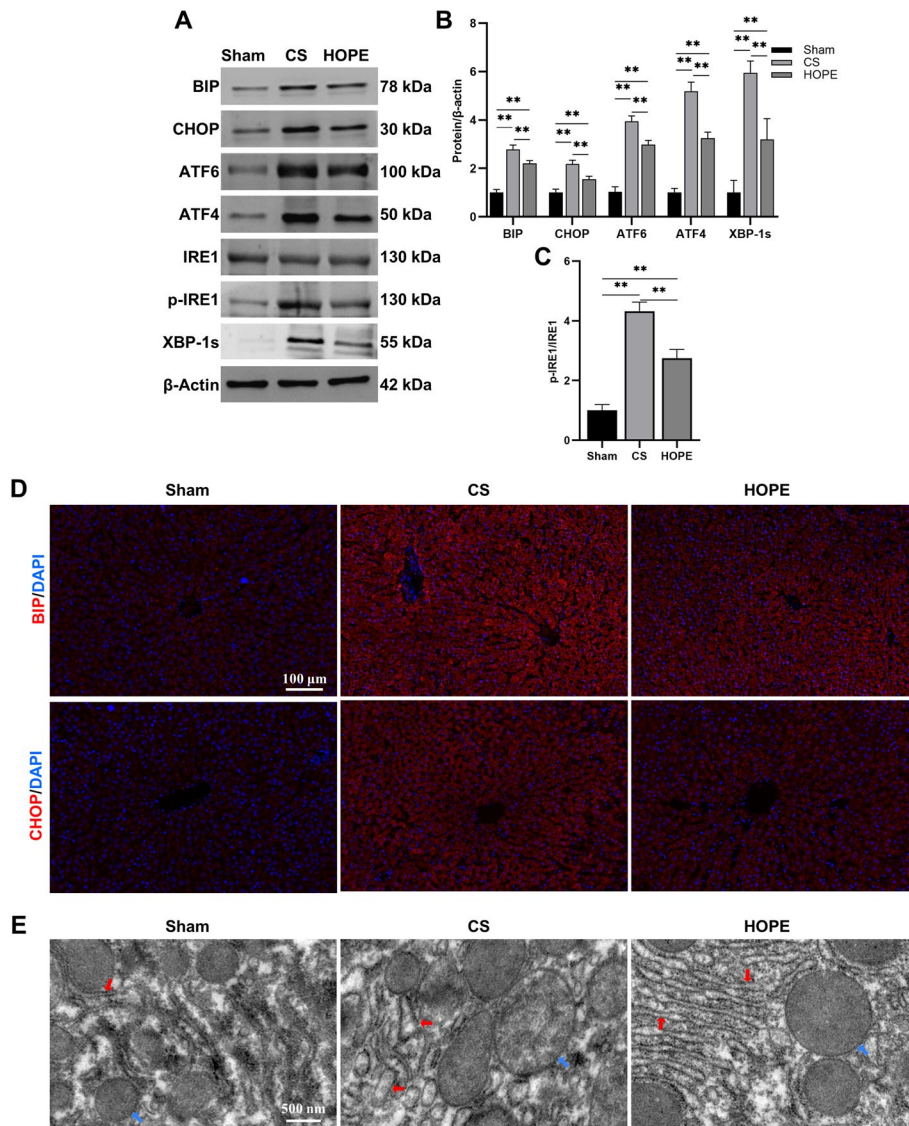 A
Sham CS HOPE
BIP 78 kDa
CHOP 30 kDa
ATF6 100 kDa
ATF4 50 kDa
IRE1 130 kDa
p-IRE1 130 kDa
XBP-1s 55 kDa
β-Actin 42 kDa
B
Protein/β-actin
8
6
4
2
0
** ** ** ** ** ** ** ** ** ** ** ** ** ** **
BIP CHOP ATF6 ATF4 XBP-1s
Sham
CS
HOPE
C
p-IRE1/IRE1
6
4
2
0
**
** **
Sham CS HOPE
D
Sham CS HOPE
BIP/DAPI
100 μm
CHOP/DAPI
E
Sham CS HOPE
500 nm